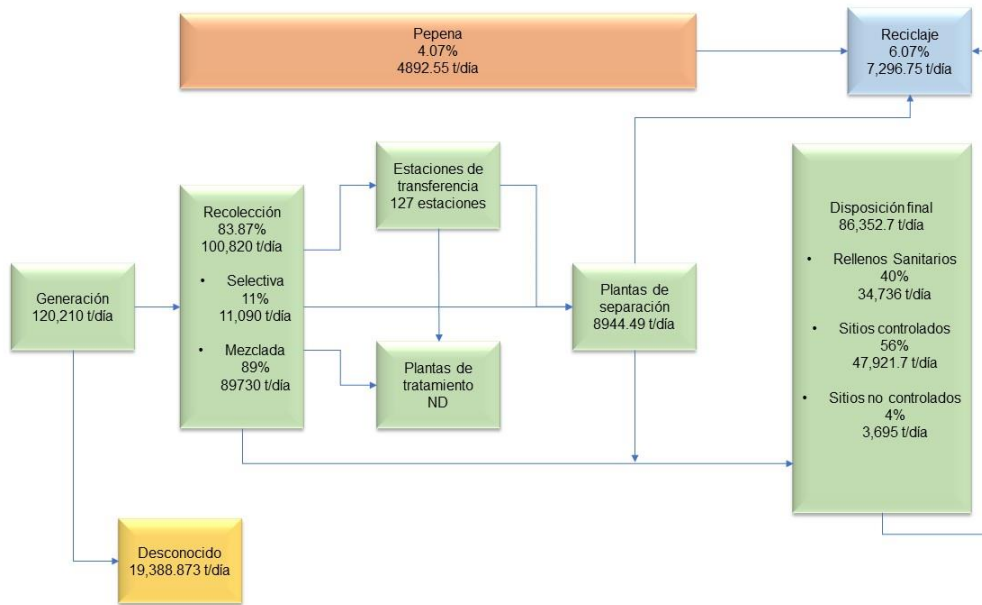 Pepena
4.07%
4892.55 t/día
Reciclaje
6.07%
7,296.75 t/día
Estaciones de
transferencia
127 estaciones
Recolección
83.87%
100,820 t/día
• Selectiva
11%
11,090 t/día
• Mezclada
89%
89730 t/día
Disposición final
86,352.7 t/día
• Rellenos Sanitarios
40%
34,736 t/día
• Sitios controlados
56%
47,921.7 t/día
• Sitios no controlados
4%
3,695 t/día
Generación
120,210 t/día
Plantas de
separación
8944.49 t/día
Plantas de
tratamiento
ND
Desconocido
19,388.873 t/día